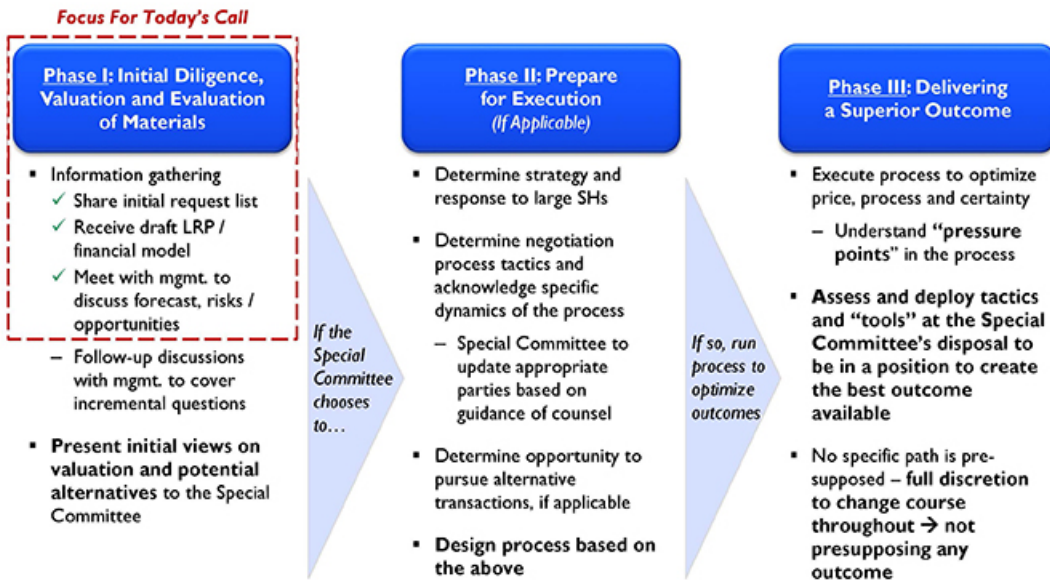 Focus For Today's Call
Phase I: Initial Diligence,
Valuation and Evaluation
of Materials
▪ Information gathering
✓ Share initial request list
✓ Receive draft LRP /
financial model
✓ Meet with mgmt. to
discuss forecast, risks /
opportunities
– Follow-up discussions
with mgmt. to cover
incremental questions
▪ Present initial views on
valuation and potential
alternatives to the Special
Committee
If the
Special
Committee
chooses
to…
Phase II: Prepare
for Execution
(If Applicable)
▪ Determine strategy and
response to large SHs
▪ Determine negotiation
process tactics and
acknowledge specific
dynamics of the process
– Special Committee to
update appropriate
parties based on
guidance of counsel
▪ Determine opportunity to
pursue alternative
transactions, if applicable
▪ Design process based on
the above
If so, run
process to
optimize
outcomes
Phase III: Delivering
a Superior Outcome
▪ Execute process to optimize
price, process and certainty
– Understand “pressure
points” in the process
▪ Assess and deploy tactics
and “tools” at the Special
Committee's disposal to
be in a position to create
the best outcome
available
▪ No specific path is pre-
supposed – full discretion
to change course
throughout → not
presupposing any
outcome